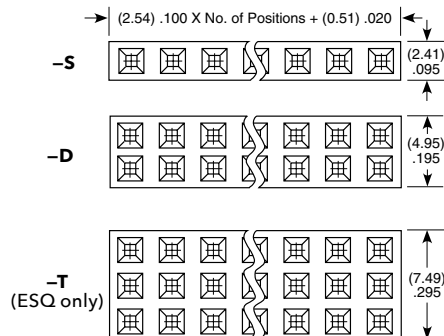 (2.54) .100 X No. of Positions + (0.51) .020
–S
(2.41)
.095
–D
(4.95)
.195
–T
(ESQ only)
(7.49)
.295